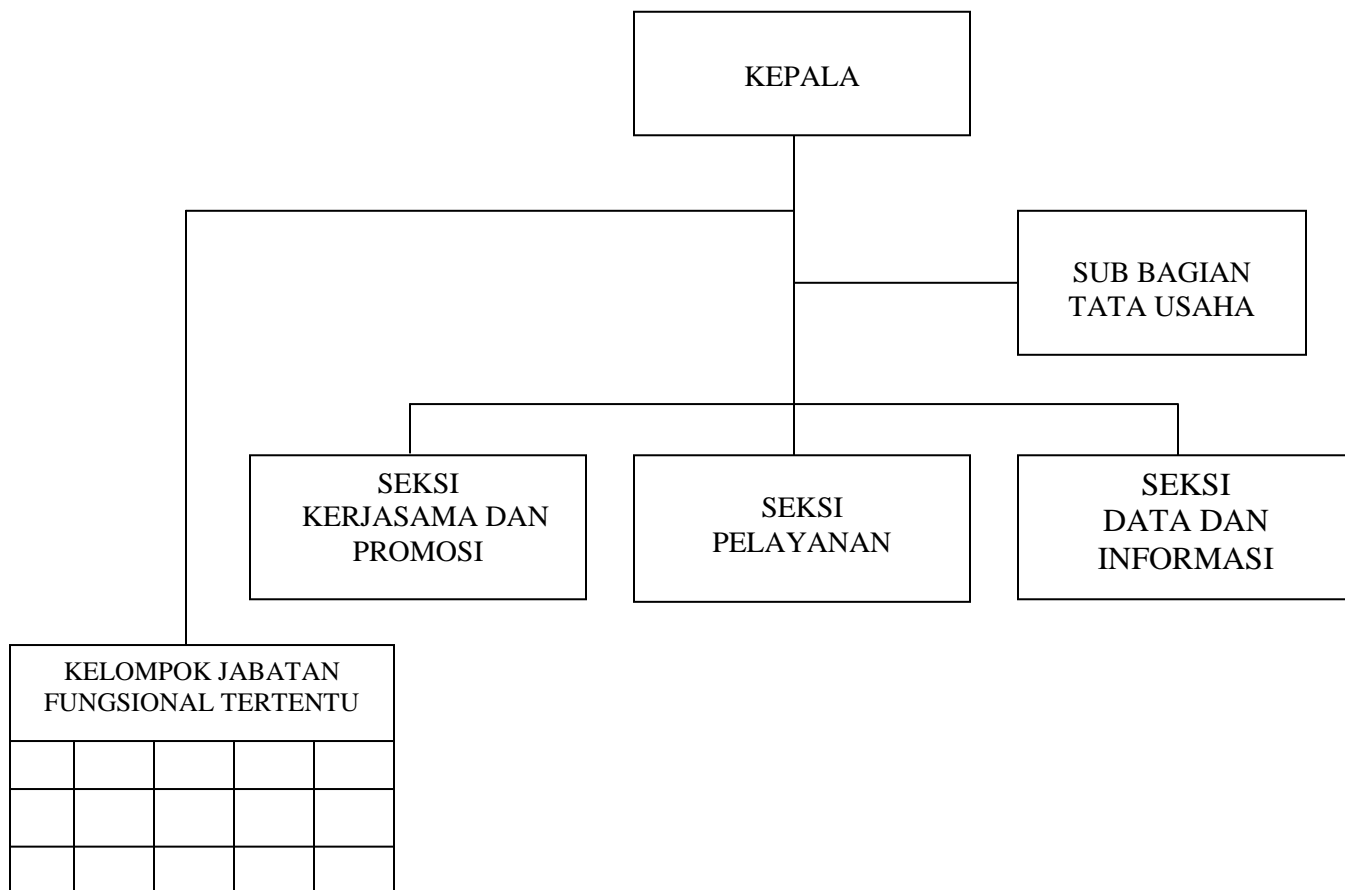 KEPALA
SUB BAGIAN
TATA USAHA
SEKSI
KERJASAMA DAN
PROMOSI
SEKSI
PELAYANAN
SEKSI
DATA DAN
INFORMASI
KELOMPOK JABATAN
FUNGSIONAL TERTENTU